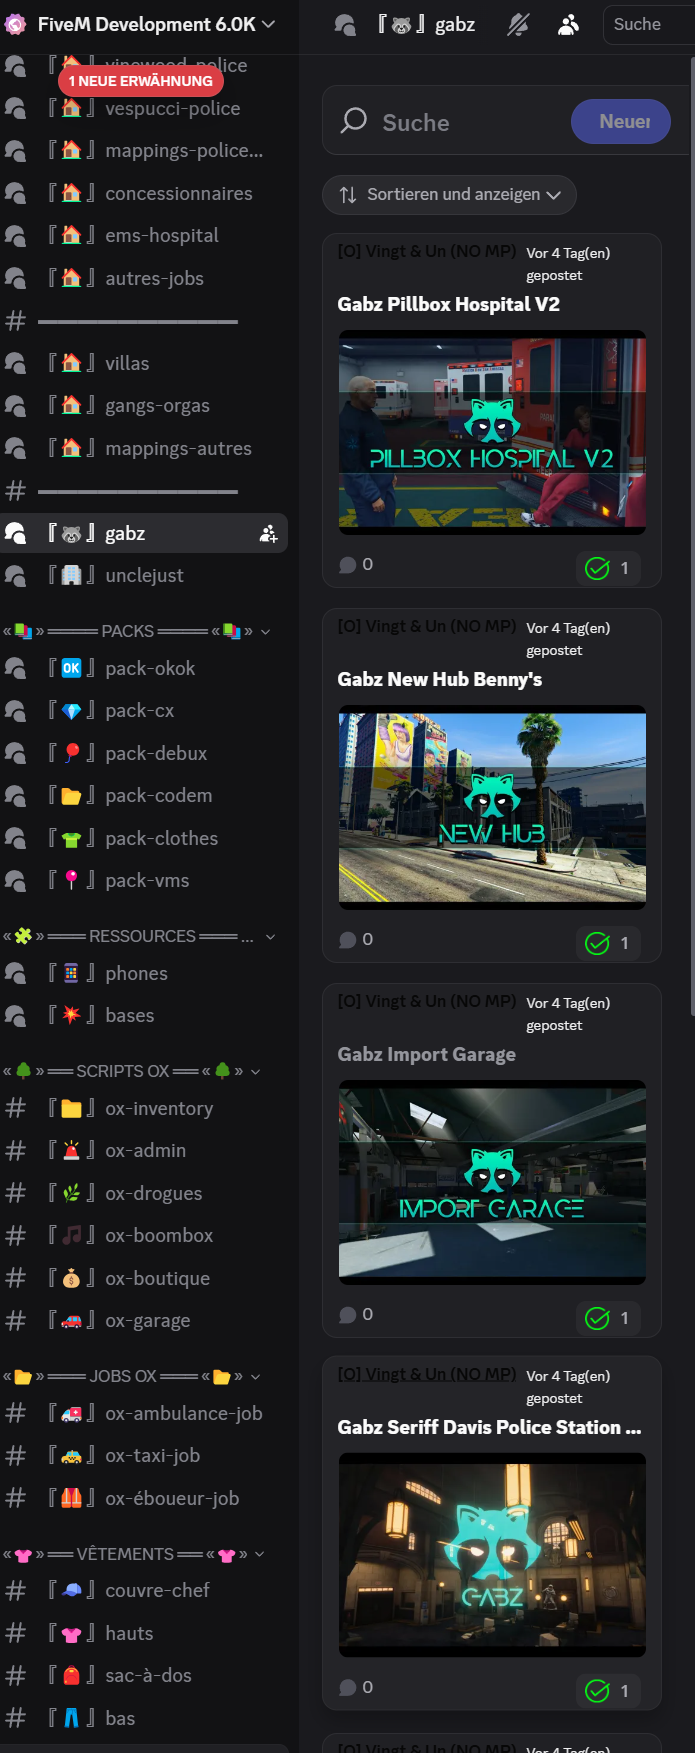 FiveM Development 6.0K
『🏠』vinewood-police
1 NEUE ERWÄHNUNG
『🏠』vespucci-police
『🏠』mappings-police...
『🏠』concessionnaires
『🏠』ems-hospital
『🏠』autres-jobs
# ━━━━━━━━━━
『🏠』villas
『🏠』gangs-orgas
『🏠』mappings-autres
# ━━━━━━━━━━
『🦝』gabz
『🏢』unclejust
«📚» ═══ PACKS ═══ «📚»
『🆗』pack-okok
『💎』pack-cx
『🎈』pack-debux
『📂』pack-codem
『👕』pack-clothes
『📍』pack-vms
«🧩» ═══ RESSOURCES ═══ ...
『📱』phones
『💥』bases
«🌳» ══ SCRIPTS OX ══ «🌳»
# 『📁』ox-inventory
# 『🚨』ox-admin
# 『🌿』ox-drogues
# 『🎵』ox-boombox
# 『💰』ox-boutique
# 『🚗』ox-garage
«📂» ═══ JOBS OX ═══ «📂»
# 『🚑』ox-ambulance-job
# 『🚕』ox-taxi-job
# 『🦺』ox-éboueur-job
«👚» ══ VÊTEMENTS ══ «👚»
# 『🧢』couvre-chef
# 『👚』hauts
# 『🎒』sac-à-dos
# 『👖』bas
『🦝』gabz
Suche
Suche
Neuer
Sortieren und anzeigen
[O] Vingt & Un (NO MP)
Vor 4 Tag(en)
gepostet
Gabz Pillbox Hospital V2
PILLBOX HOSPITAL V2
0
1
[O] Vingt & Un (NO MP)
Vor 4 Tag(en)
gepostet
Gabz New Hub Benny's
NEW HUB
0
1
[O] Vingt & Un (NO MP)
Vor 4 Tag(en)
gepostet
Gabz Import Garage
IMPORT GARAGE
0
1
[O] Vingt & Un (NO MP)
Vor 4 Tag(en)
gepostet
Gabz Seriff Davis Police Station ...
GABZ
0
1
[O] Vingt & Un (NO MP)
Vor 4 Tag(en)